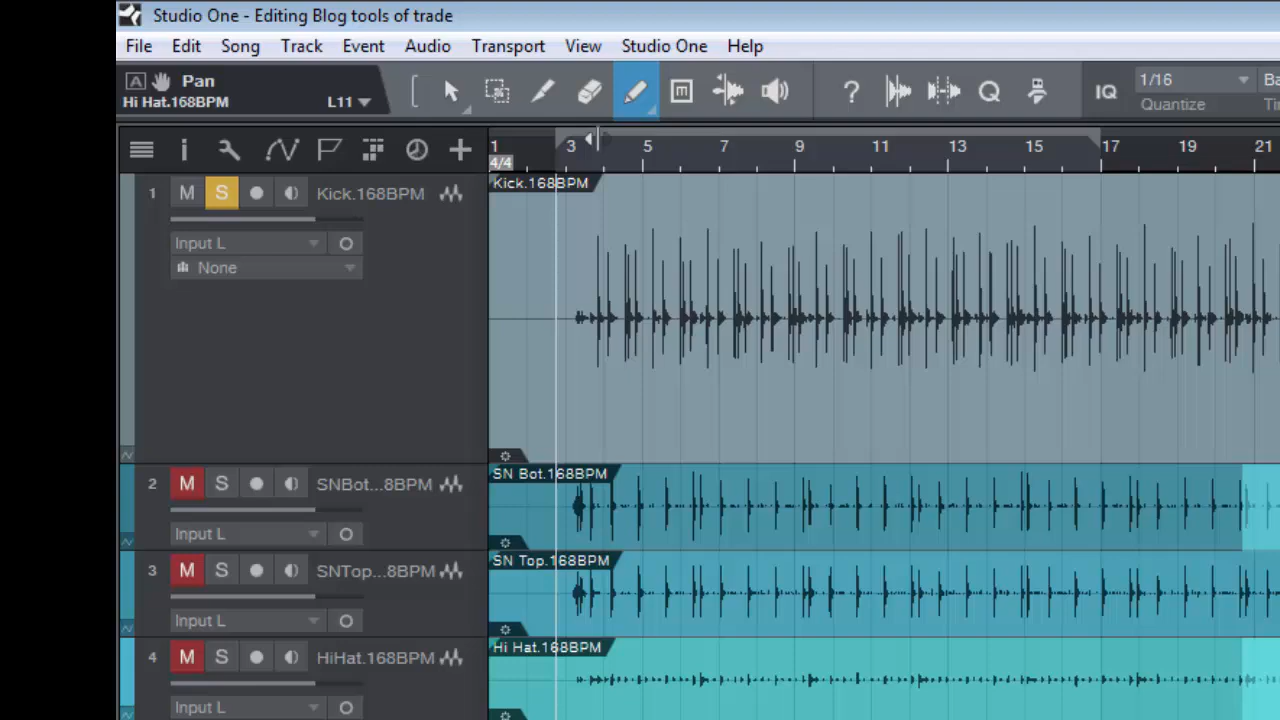 Studio One - Editing Blog tools of trade
File Edit Song Track Event Audio Transport View Studio One Help
A Pan
Hi Hat.168BPM L11
? Q IQ 1/16
Quantize
1 3 5 7 9 11 13 15 17 19 21
4/4
1 M S Kick.168BPM
Kick.168BPM
Input L
None
2 M S SNBot...8BPM
SN Bot.168BPM
Input L
3 M S SNTop...8BPM
SN Top.168BPM
Input L
4 M S HiHat.168BPM
Hi Hat.168BPM
Input L